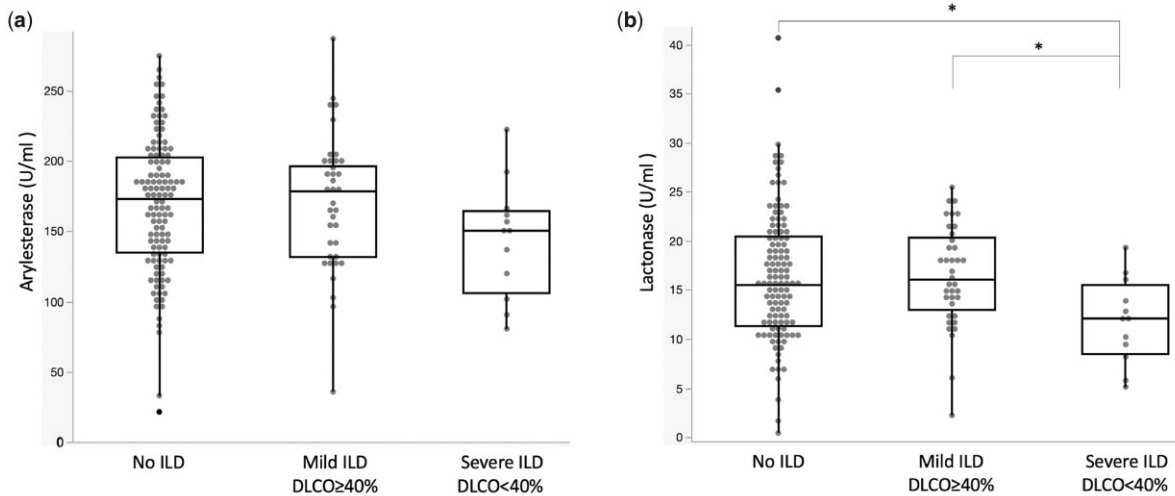 (a)
Arylesterase (U/ml )
250
200
150
100
50
0
No ILD
Mild ILD
DLCO≥40%
Severe ILD
DLCO<40%
(b)
*
*
Lactonase (U/ml )
40
35
30
25
20
15
10
5
0
No ILD
Mild ILD
DLCO≥40%
Severe ILD
DLCO<40%